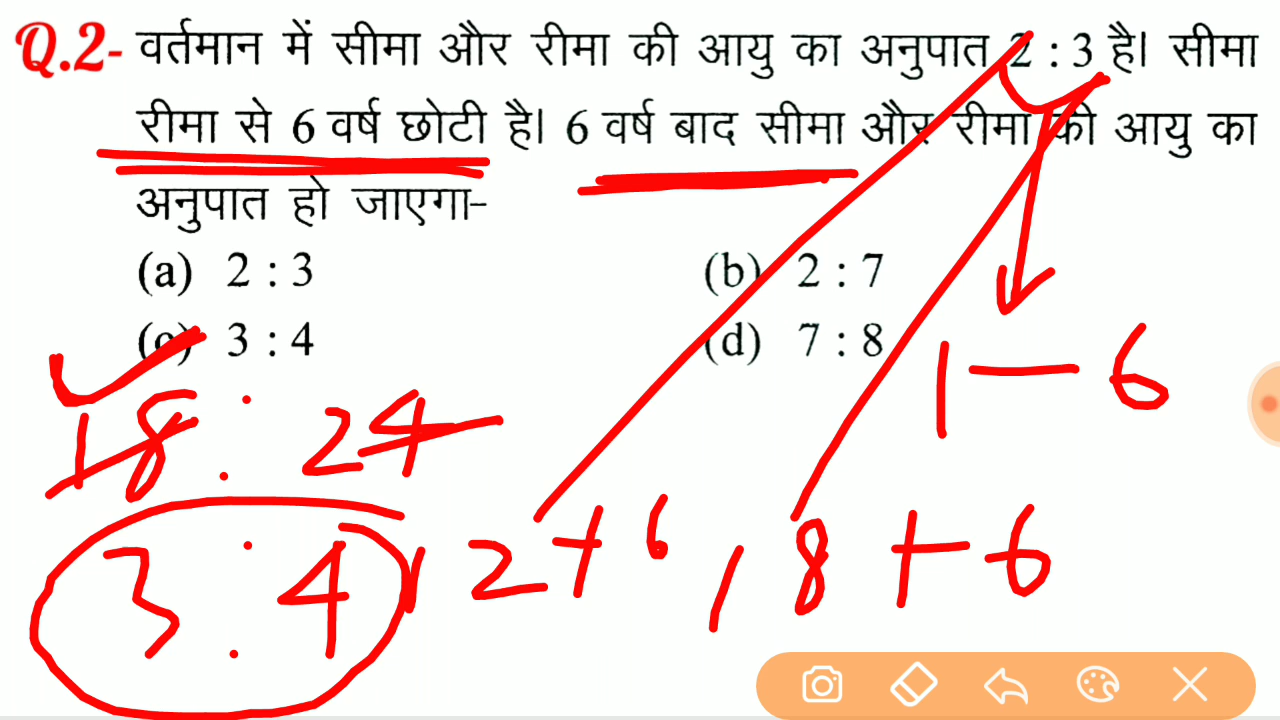 Q.2- वर्तमान में सीमा और रीमा की आयु का अनुपात 2 : 3 है। सीमा
रीमा से 6 वर्ष छोटी है। 6 वर्ष बाद सीमा और रीमा की आयु का
अनुपात हो जाएगा-
(a) 2 : 3 (b) 2 : 7
(c) 3 : 4 (d) 7 : 8
1 — 6
18 : 24
12 + 6 18 + 6
3 : 4